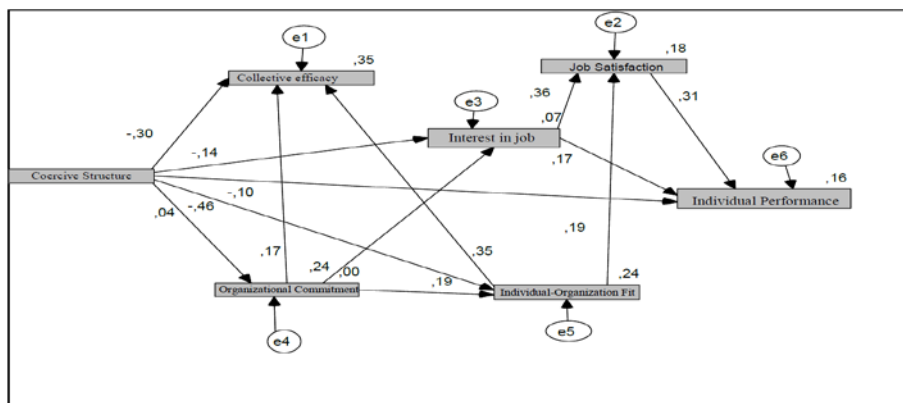 e1
e2
,35
,18
Collective efficacy
Job Satisfaction
e3
,36
,31
,07
-,30
Interest in job
-,14
,17
e6
,16
Coercive Structure
-,10
Individual Performance
,04
-,46
,19
,17
,35
,24
,00
,19
,24
Organizational Commitment
Individual-Organization Fit
e4
e5